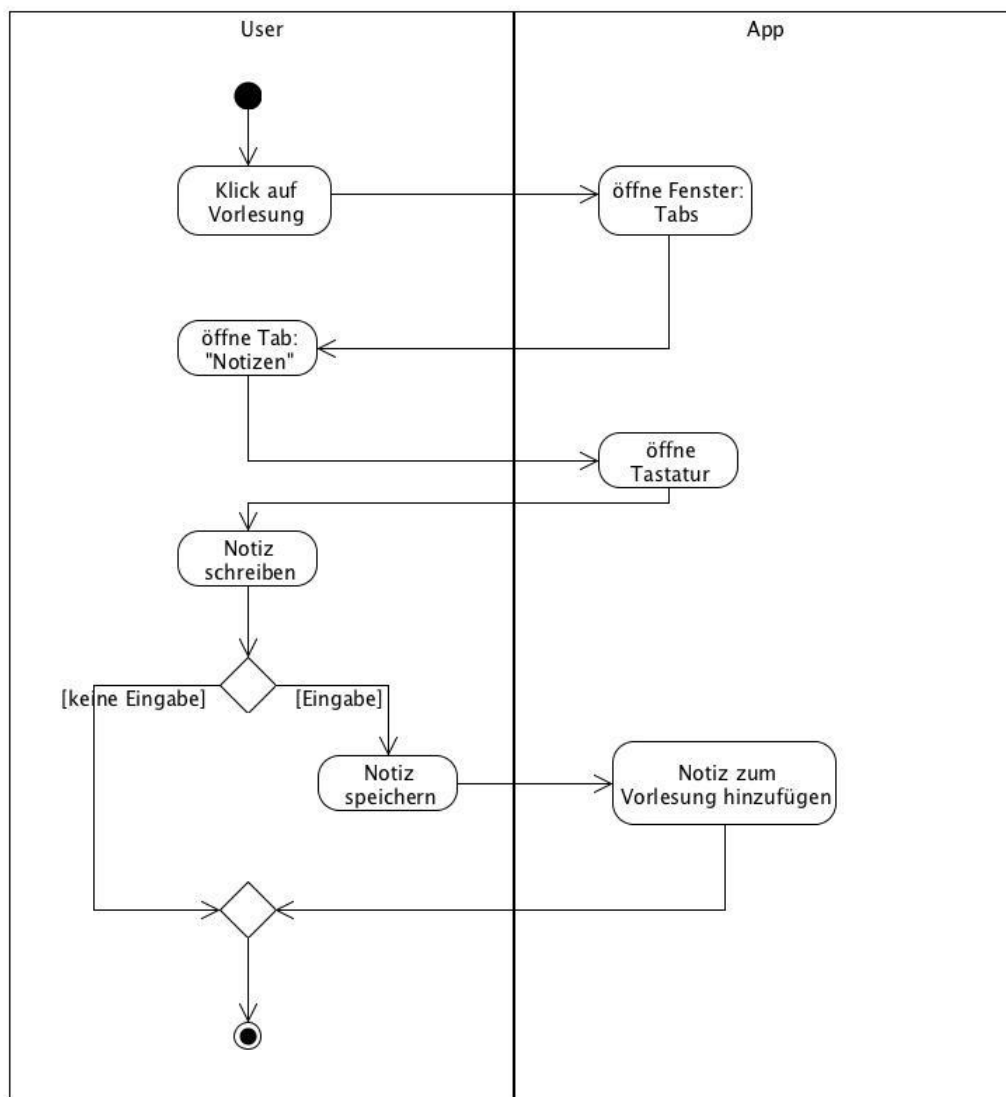 User
App
Klick auf
Vorlesung
öffne Fenster:
Tabs
öffne Tab:
"Notizen"
öffne
Tastatur
Notiz
schreiben
[keine Eingabe]
[Eingabe]
Notiz
speichern
Notiz zum
Vorlesung hinzufügen